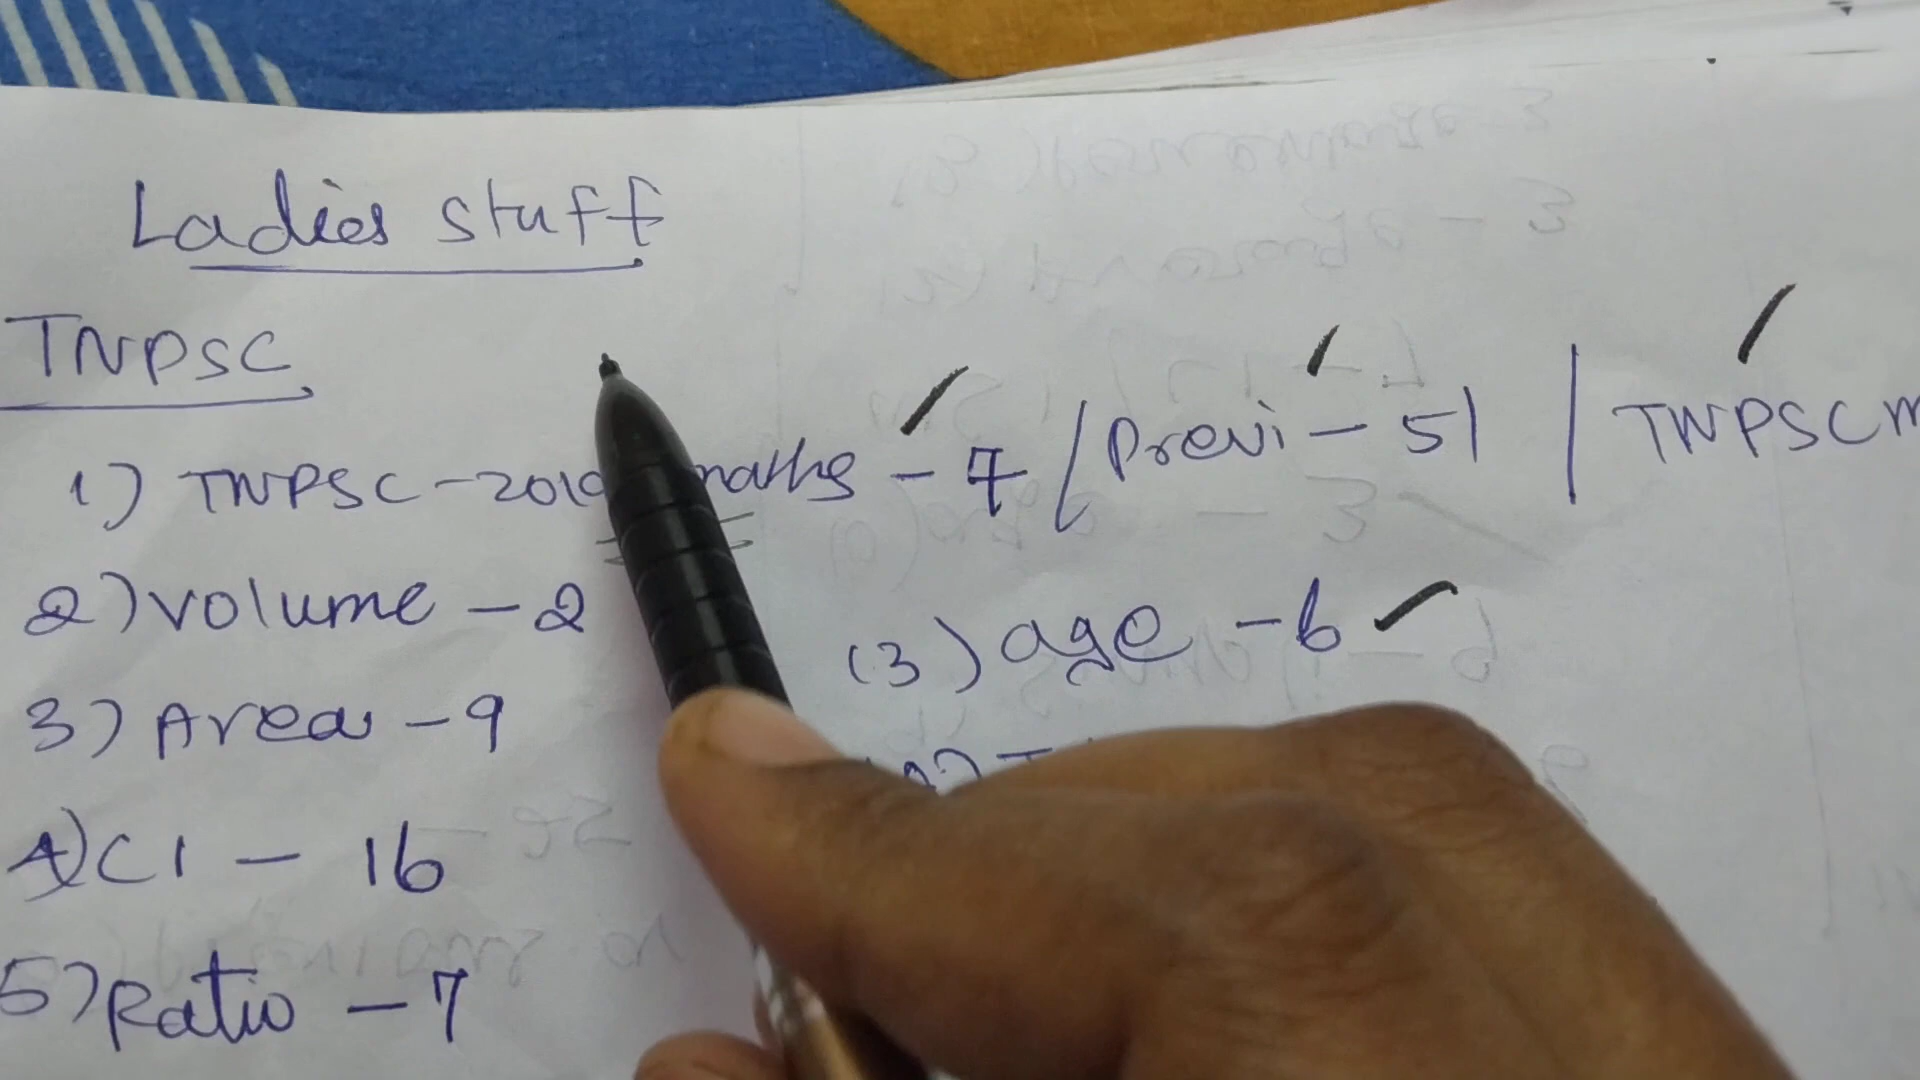 Ladies stuff
TNPSC
1) TNPSC - 2019 maths - 7 / Previ - 51 | TNPSC m
2) Volume - 2
(3) age - 6
3) Area - 9
4) CI - 16
5) Ratio - 7